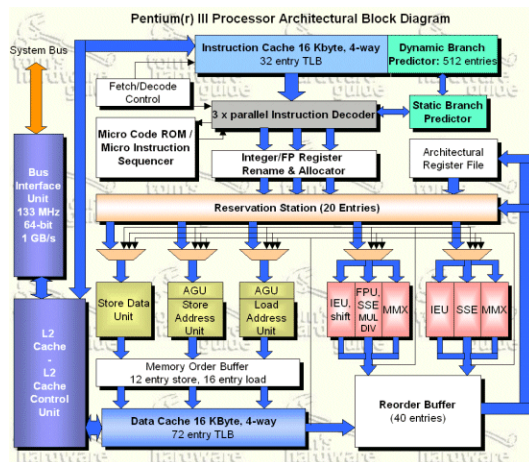 Pentium(r) III Processor Architectural Block Diagram
System Bus
Instruction Cache 16 Kbyte, 4-way
32 entry TLB
Dynamic Branch
Predictor: 512 entries
Fetch/Decode
Control
3 x parallel Instruction Decoder
Static Branch
Predictor
Micro Code ROM /
Micro Instruction
Sequencer
Integer/FP Register
Rename & Allocator
Architectural
Register File
Bus
Interface
Unit
133 MHz
64-bit
1 GB/s
Reservation Station (20 Entries)
Store Data
Unit
AGU
Store
Address
Unit
AGU
Load
Address
Unit
IEU,
shift
FPU,
SSE
MUL
DIV
MMX
IEU
SSE
MMX
L2
Cache
-
L2
Cache
Control
Unit
Memory Order Buffer
12 entry store, 16 entry load
Data Cache 16 KByte, 4-way
72 entry TLB
Reorder Buffer
(40 entries)